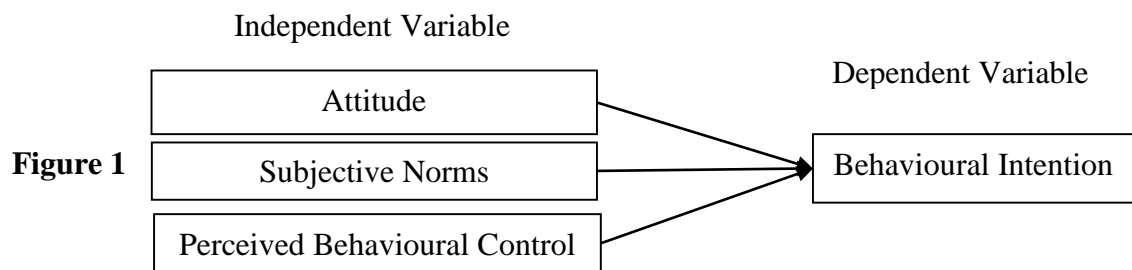 Independent Variable
Dependent Variable
Attitude
Figure 1
Subjective Norms
Behavioural Intention
Perceived Behavioural Control